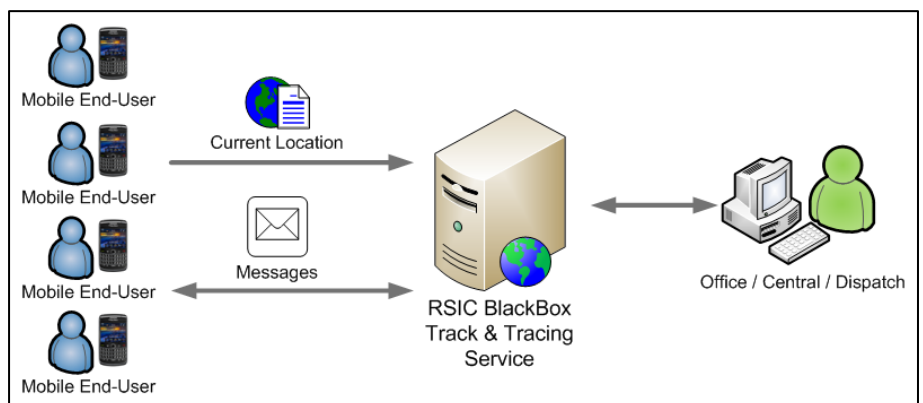 Mobile End-User
Current Location
Mobile End-User
Messages
Mobile End-User
Mobile End-User
RSIC BlackBox
Track & Tracing
Service
Office / Central / Dispatch